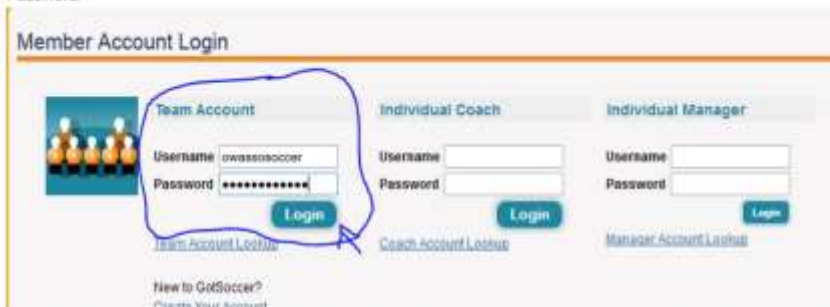 Member Account Login
Team Account
Username owassosoccer
Password ••••••••••••
Login
Team Account Lookup
Individual Coach
Username
Password
Login
Coach Account Lookup
Individual Manager
Username
Password
Login
Manager Account Lookup
New to GotSoccer?
Create Your Account